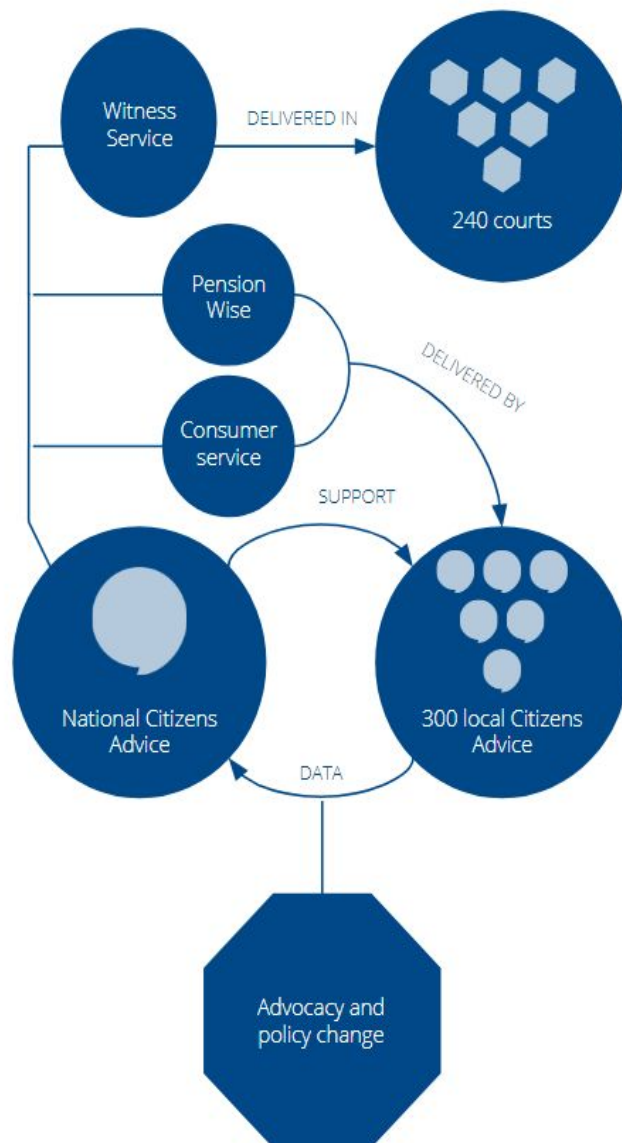 Witness
Service
DELIVERED IN
240 courts
Pension
Wise
DELIVERED BY
Consumer
service
SUPPORT
National Citizens
Advice
300 local Citizens
Advice
DATA
Advocacy and
policy change